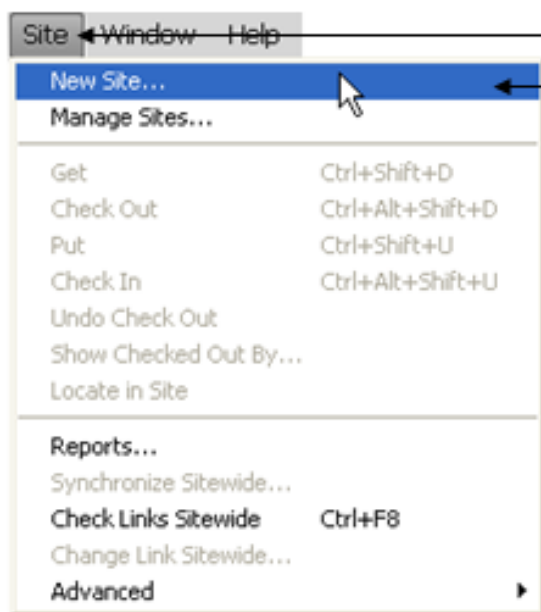 Site Window Help
New Site...
Manage Sites...
Get Ctrl+Shift+D
Check Out Ctrl+Alt+Shift+D
Put Ctrl+Shift+U
Check In Ctrl+Alt+Shift+U
Undo Check Out
Show Checked Out By...
Locate in Site
Reports...
Synchronize Sitewide...
Check Links Sitewide Ctrl+F8
Change Link Sitewide...
Advanced